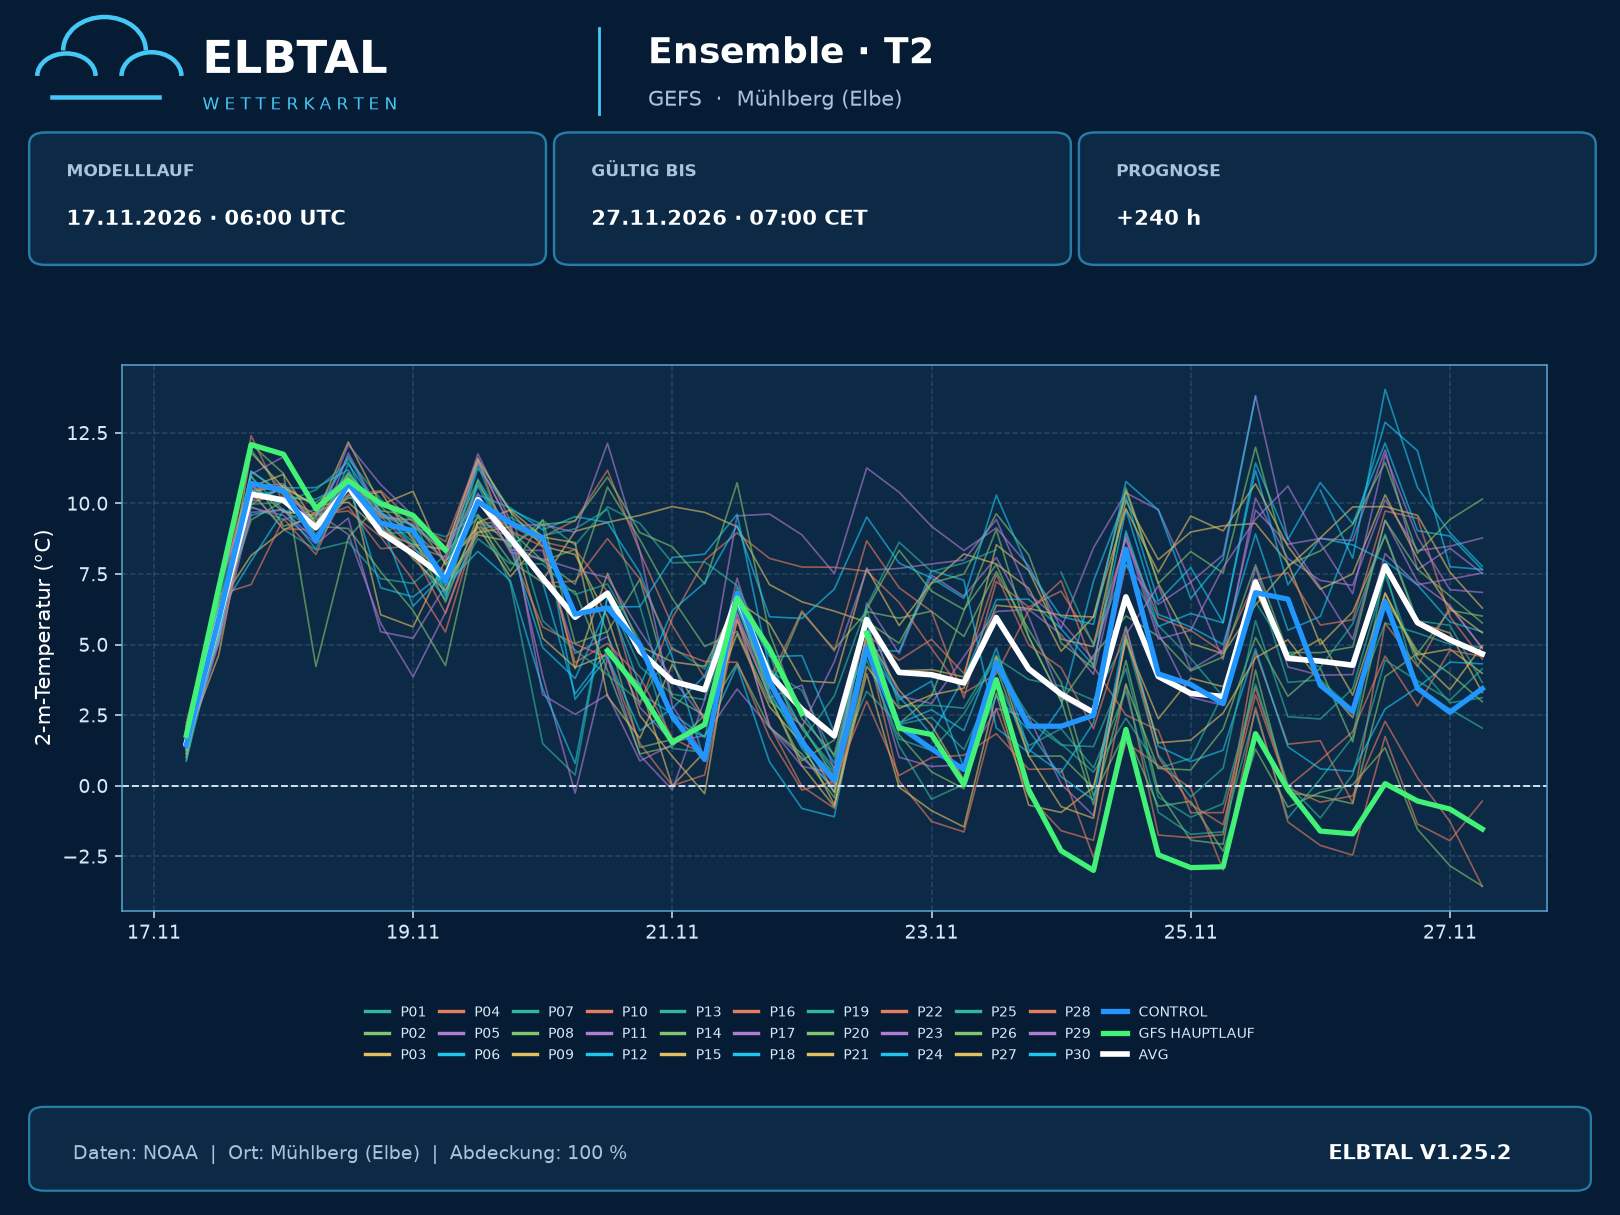 ELBTAL
WETTERKARTEN
Ensemble · T2
GEFS · Mühlberg (Elbe)
MODELLLAUF
17.11.2026 · 06:00 UTC
GÜLTIG BIS
27.11.2026 · 07:00 CET
PROGNOSE
+240 h
2-m-Temperatur (°C)
12.5
10.0
7.5
5.0
2.5
0.0
−2.5
17.11 19.11 21.11 23.11 25.11 27.11
P01 P04 P07 P10 P13 P16 P19 P22 P25 P28 CONTROL
P02 P05 P08 P11 P14 P17 P20 P23 P26 P29 GFS HAUPTLAUF
P03 P06 P09 P12 P15 P18 P21 P24 P27 P30 AVG
Daten: NOAA | Ort: Mühlberg (Elbe) | Abdeckung: 100 %
ELBTAL V1.25.2